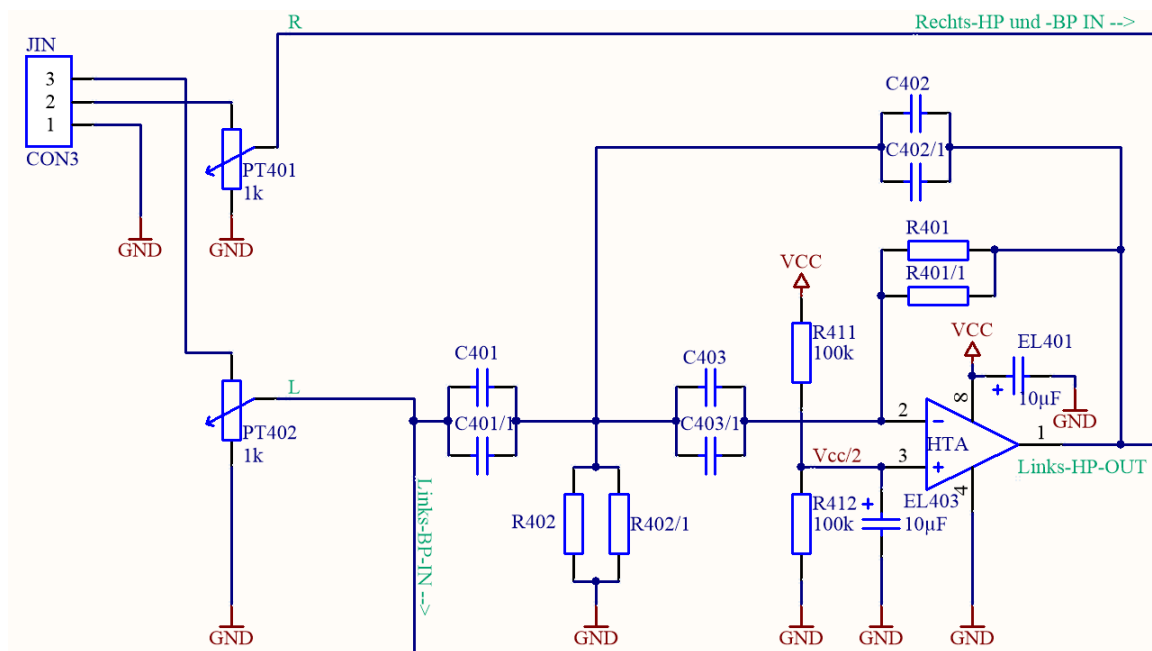 R
Rechts-HP und -BP IN -->
JIN
3
2
1
CON3
PT401
1k
GND
GND
C402
C402/1
R401
R401/1
VCC
R411
100k
VCC
EL401
10µF
GND
L
PT402
1k
C401
C401/1
C403
C403/1
2
3
8
4
1
HTA
Links-HP-OUT
Vcc/2
R402
R402/1
R412
100k
EL403
10µF
Links-BP-IN -->
GND
GND
GND
GND
GND